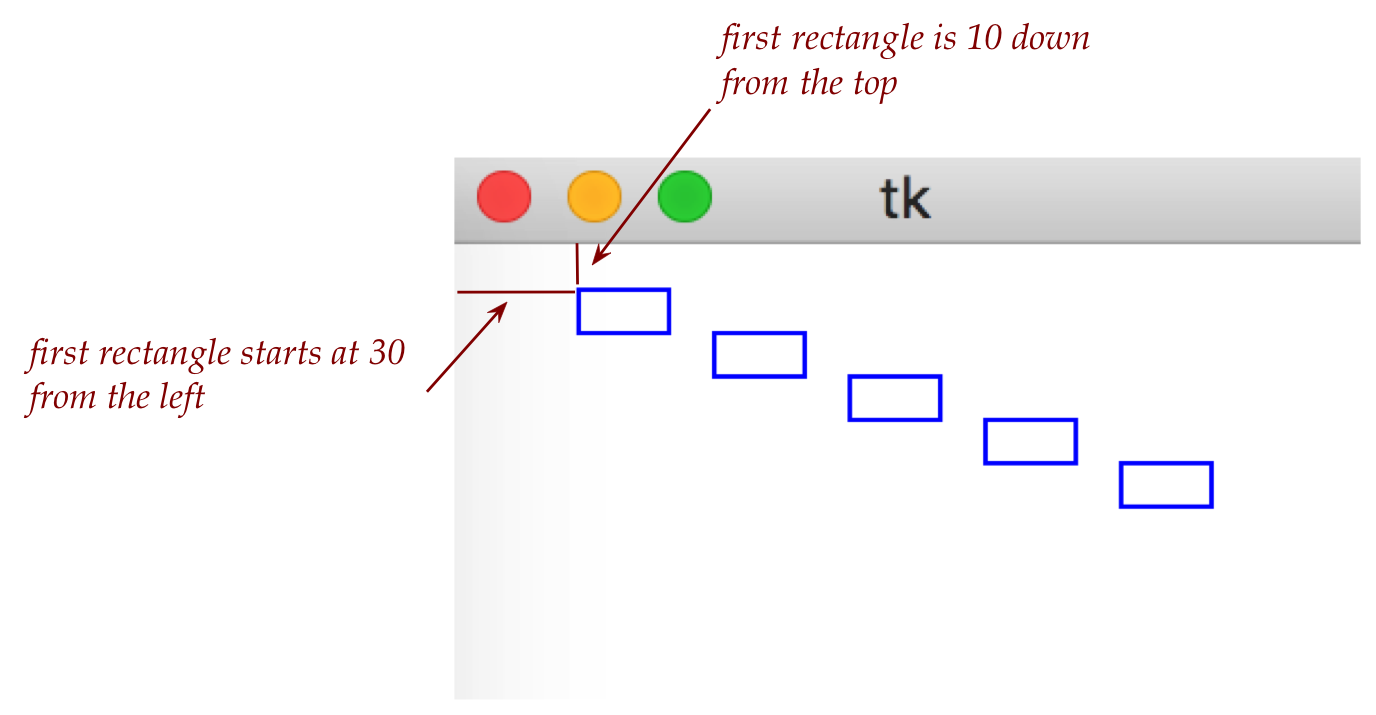 first rectangle is 10 down
from the top
tk
first rectangle starts at 30
from the left